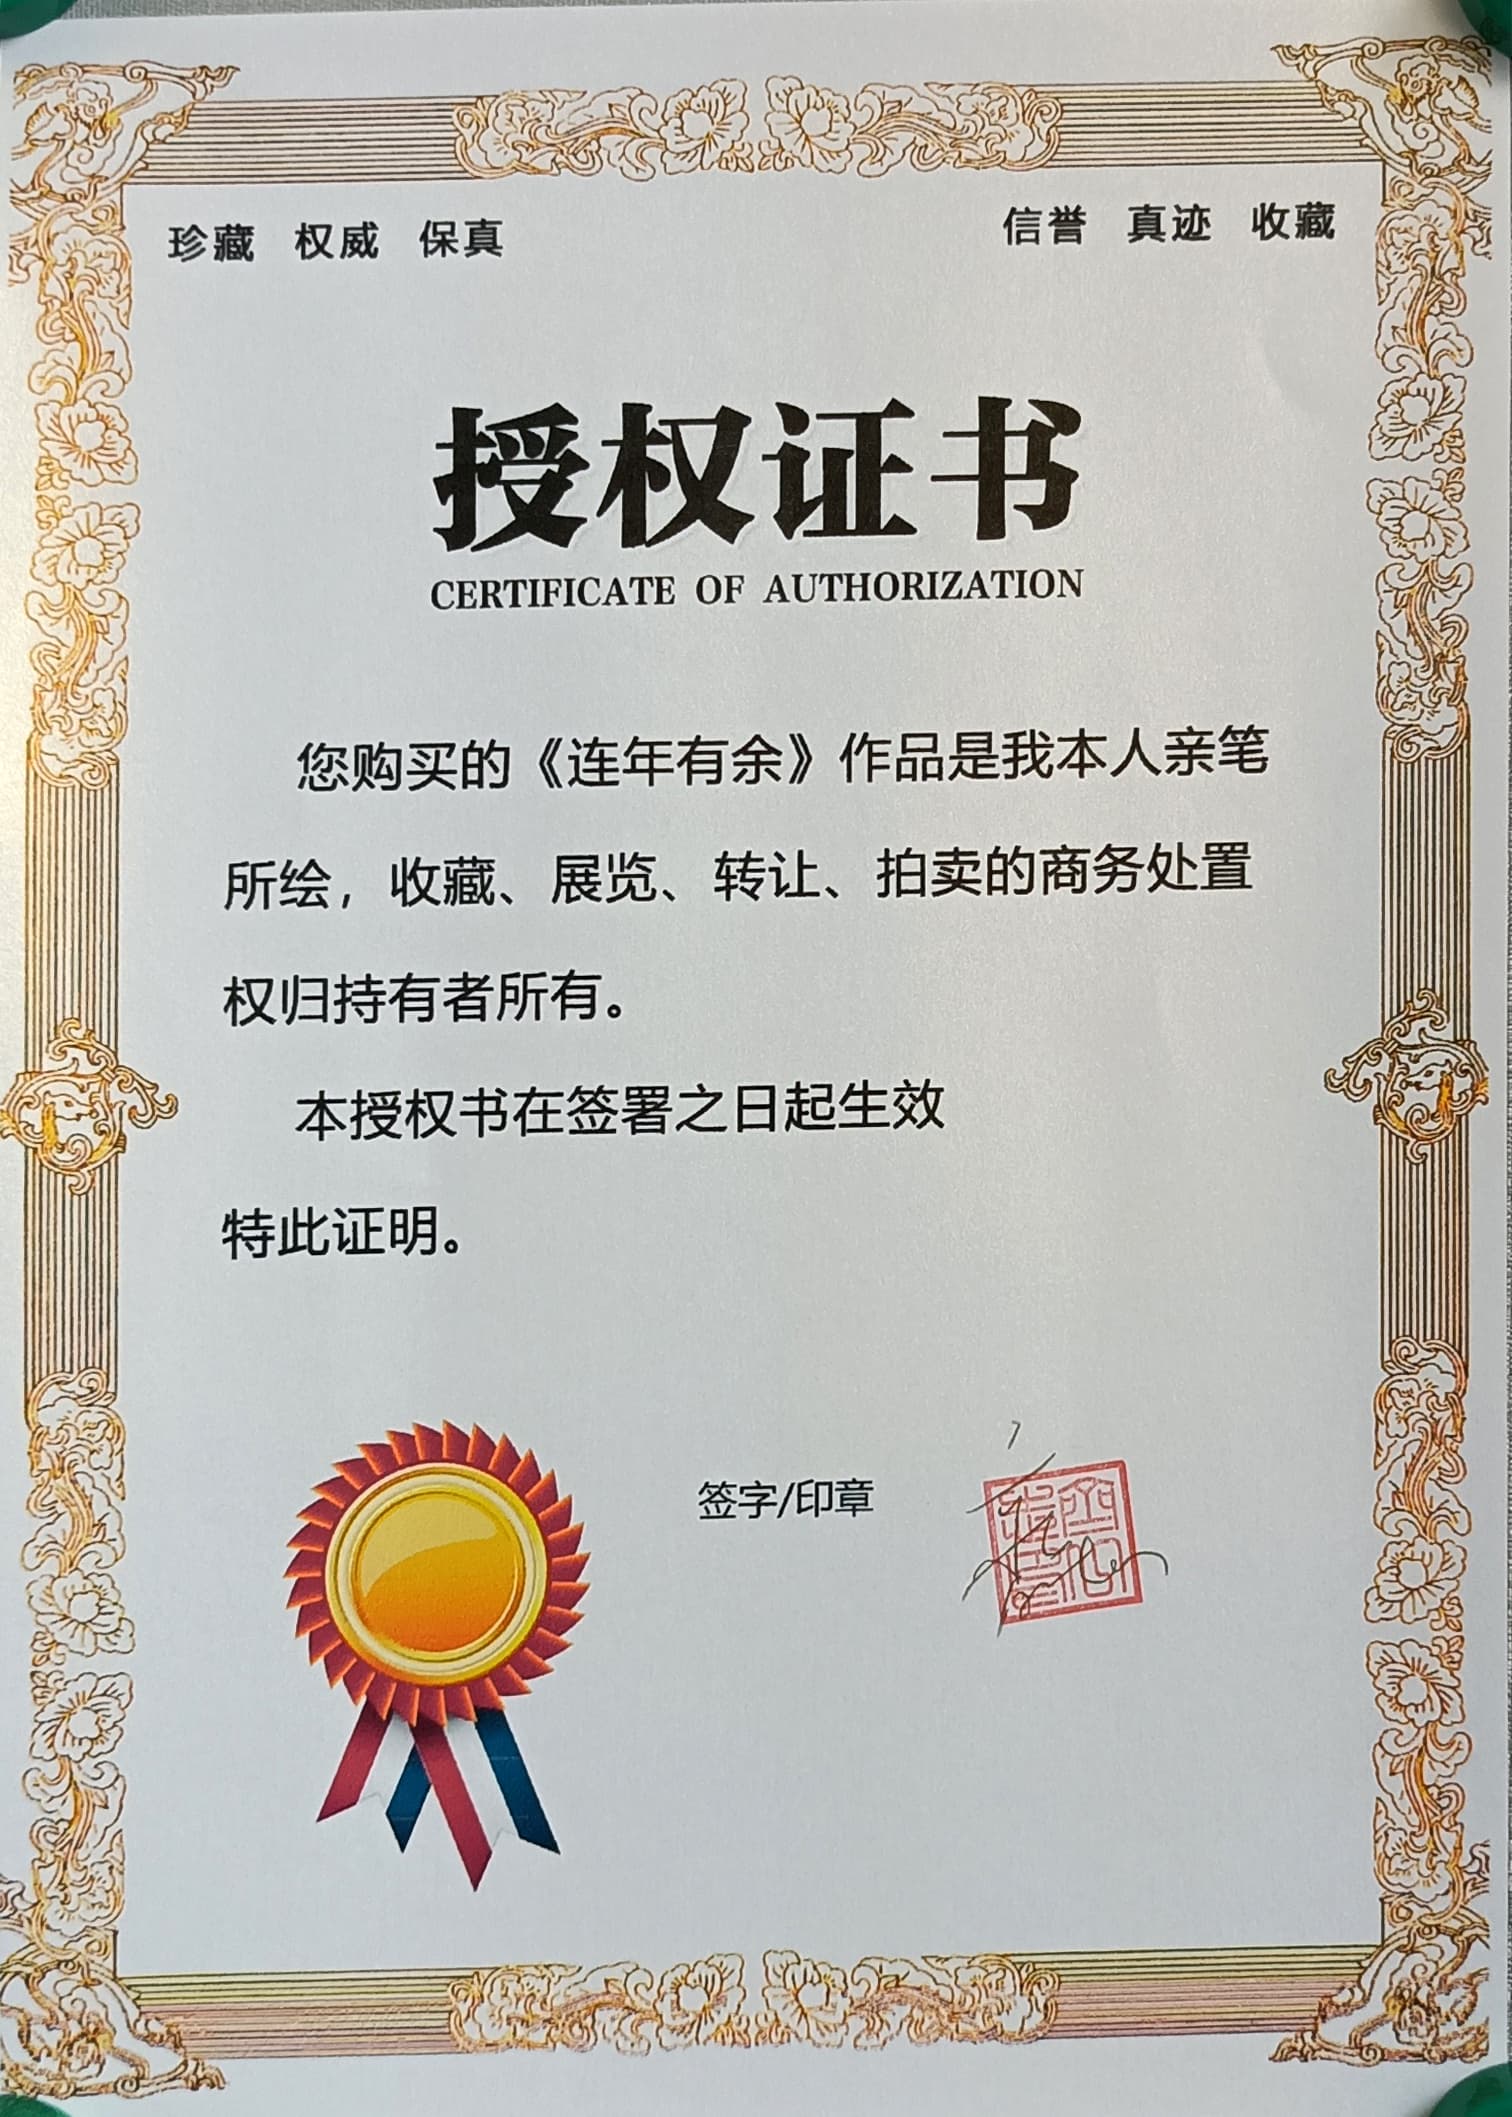 珍藏 权威 保真
信誉 真迹 收藏
授权证书
CERTIFICATE OF AUTHORIZATION
您购买的《连年有余》作品是我本人亲笔
所绘，收藏、展览、转让、拍卖的商务处置
权归持有者所有。
本授权书在签署之日起生效
特此证明。
签字/印章